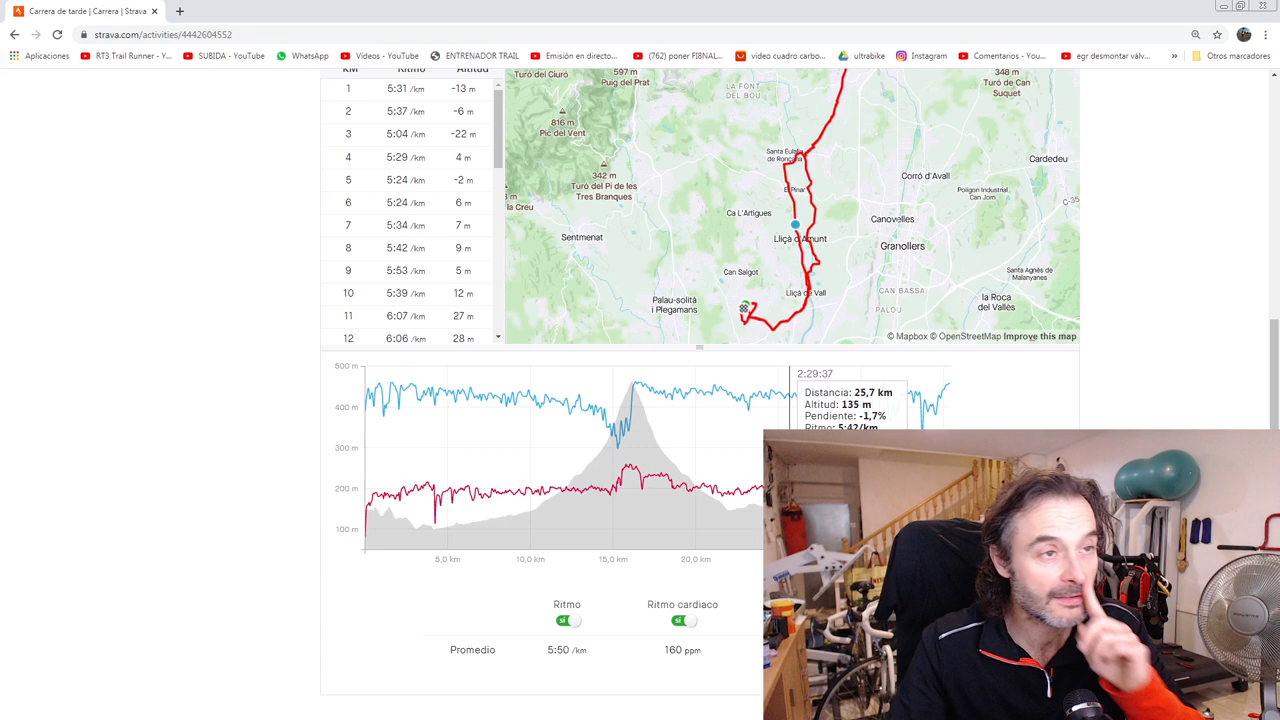 Carrera de tarde | Carrera | Strava
strava.com/activities/4442604552
Aplicaciones
RT3 Trail Runner - Y...
SUBIDA - YouTube
WhatsApp
Vídeos - YouTube
ENTRENADOR TRAIL
Emisión en directo...
(762) poner FI8NAL...
video cuadro carbo...
ultrabike
Instagram
Comentarios - You...
egr desmontar válv...
»
Otros marcadores
KM Ritmo Altitud
1 5:31 /km -13 m
2 5:37 /km -6 m
3 5:04 /km -22 m
4 5:29 /km 4 m
5 5:24 /km -2 m
6 5:24 /km 6 m
7 5:34 /km 7 m
8 5:42 /km 9 m
9 5:53 /km 5 m
10 5:39 /km 12 m
11 6:07 /km 27 m
12 6:06 /km 28 m
Turó del Ciuró
597 m
Puig del Prat
LA FONT
DEL BOU
348 m
Turó de Can
Suquet
816 m
Pic del Vent
Santa Eulàlia
de Ronçana
Cardedeu
342 m
Turó del Pi de les
Tres Branques
El Pinar
Corró d'Avall
Polígon Industrial
Can Jorn
C-35
la Creu
Ca L'Artigues
Canovelles
Sentmenat
Lliçà d'Amunt
Granollers
Can Salgot
Santa Agnès de
Malanyanes
Palau-solità
i Plegamans
Lliçà de Vall
CAN BASSA
la Roca
del Vallès
PALOJ
© Mapbox © OpenStreetMap Improve this map
500 m
400 m
300 m
200 m
100 m
2:29:37
Distancia: 25,7 km
Altitud: 135 m
Pendiente: -1,7%
Ritmo: 5:42/km
5,0 km
10,0 km
15,0 km
20,0 km
Ritmo
Ritmo cardiaco
sí
sí
Promedio
5:50 /km
160 ppm